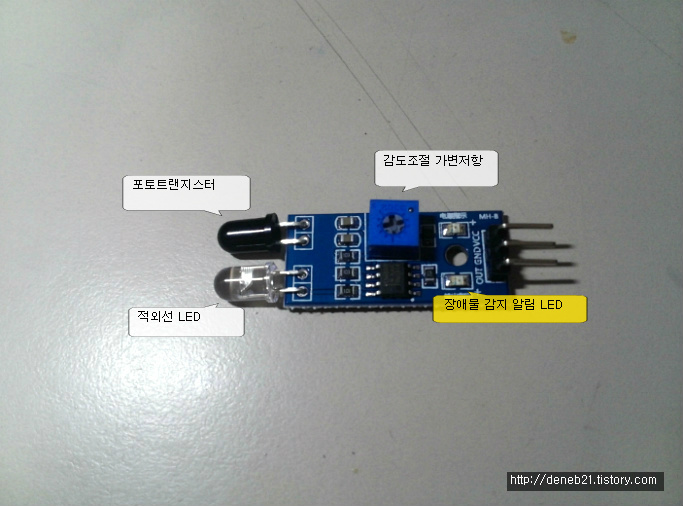 감도조절 가변저항
포토트랜지스터
MH-B
OUT GND VCC
적외선 LED
장애물 감지 알림 LED
http://deneb21.tistory.com